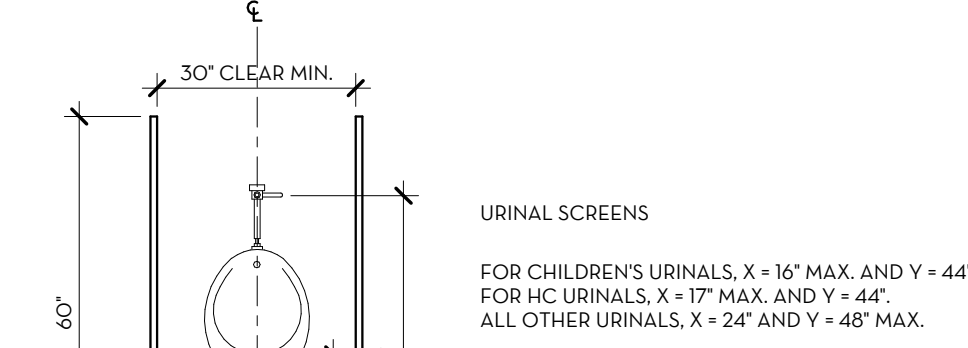 ℄
30" CLEAR MIN.
60"
URINAL SCREENS
FOR CHILDREN'S URINALS, X = 16" MAX. AND Y = 44"
FOR HC URINALS, X = 17" MAX. AND Y = 44".
ALL OTHER URINALS, X = 24" AND Y = 48" MAX.